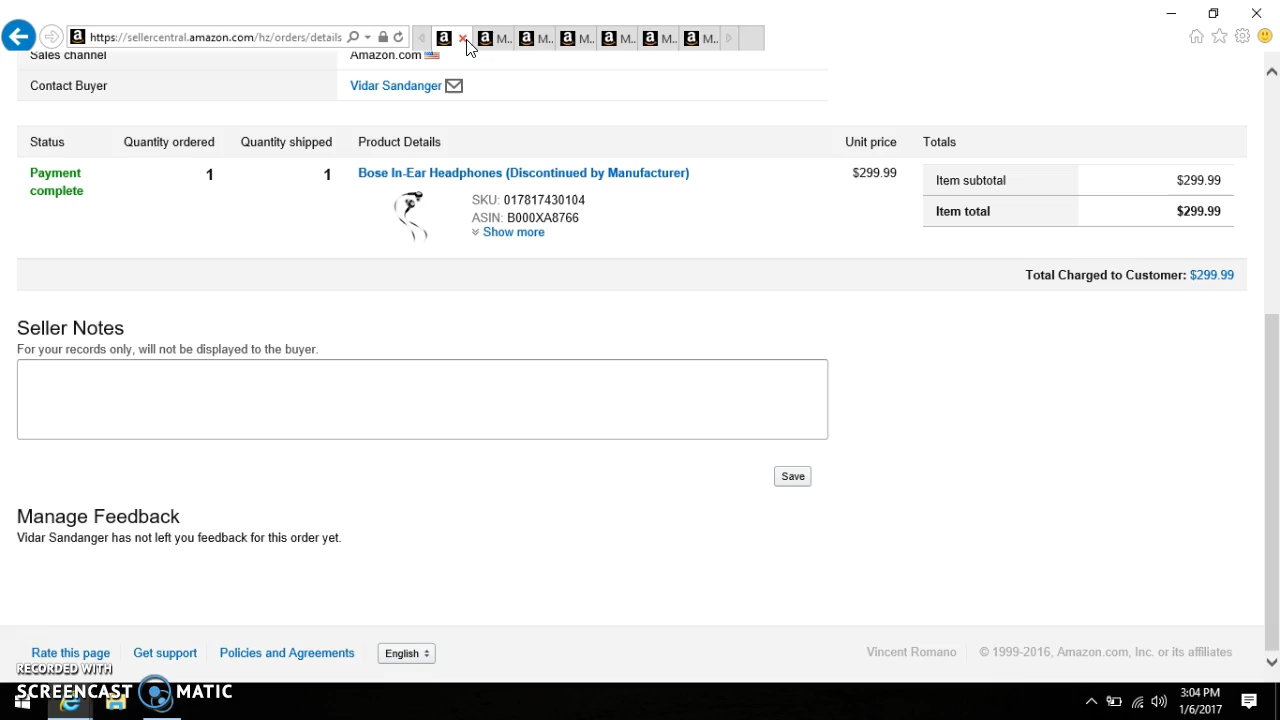 https://sellercentral.amazon.com/hz/orders/details
M..
M..
M..
M..
M..
M..
Sales channel
Amazon.com
Contact Buyer
Vidar Sandanger
Status
Quantity ordered
Quantity shipped
Product Details
Unit price
Totals
Payment complete
1
1
Bose In-Ear Headphones (Discontinued by Manufacturer)
SKU: 017817430104
ASIN: B000XA8766
Show more
$299.99
Item subtotal
$299.99
Item total
$299.99
Total Charged to Customer: $299.99
Seller Notes
For your records only, will not be displayed to the buyer.
Save
Manage Feedback
Vidar Sandanger has not left you feedback for this order yet.
Rate this page
Get support
Policies and Agreements
English
Vincent Romano
© 1999-2016, Amazon.com, Inc. or its affiliates
RECORDED WITH
SCREENCAST MATIC
3:04 PM
1/6/2017